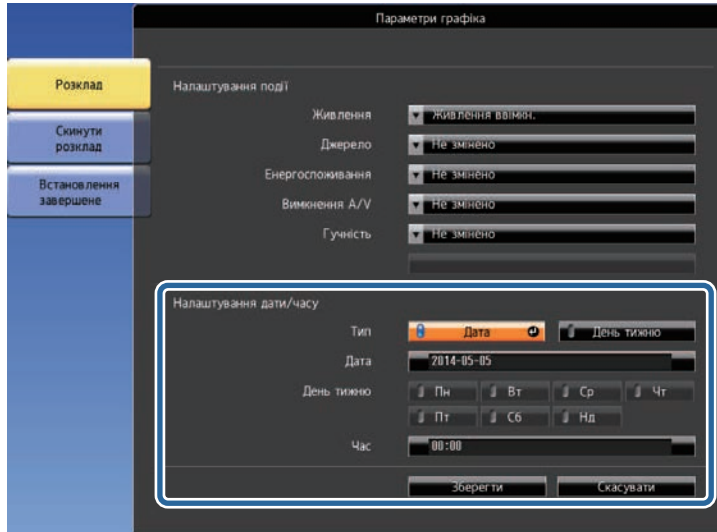 Параметри графіка
Розклад
Скинути
розклад
Встановлення
завершене
Налаштування події
Живлення Живлення ввімкн.
Джерело Не змінено
Енергоспоживання Не змінено
Вимкнення A/V Не змінено
Гучність Не змінено
Налаштування дати/часу
Тип Дата День тижню
Дата 2014-05-05
День тижню Пн Вт Ср Чт
Пт Сб Нд
Час 00:00
Зберегти Скасувати